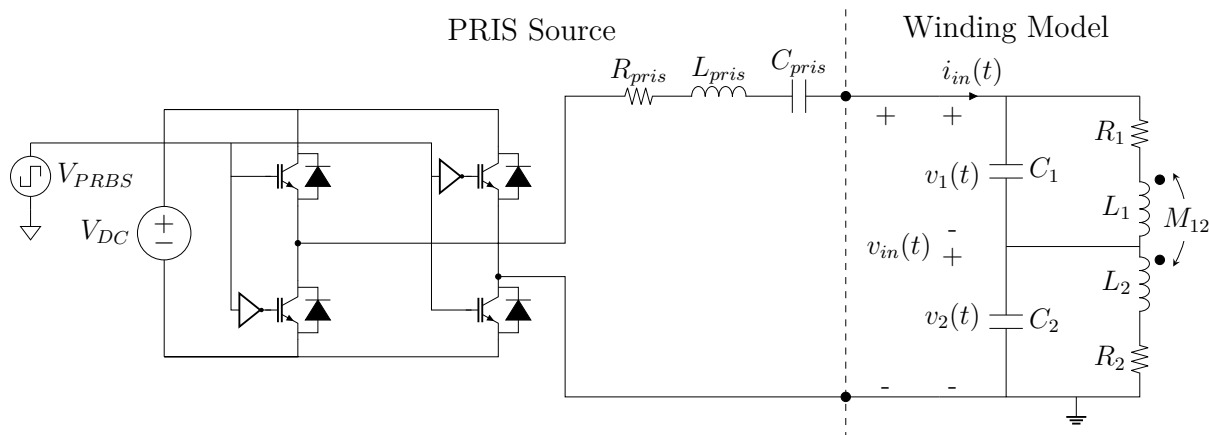 PRIS Source
Winding Model
R_pris
L_pris
C_pris
i_in(t)
+ +
R_1
V_PRBS
v_1(t)
C_1
L_1
M_12
V_DC
+
-
v_in(t)
-
+
L_2
v_2(t)
C_2
R_2
- -